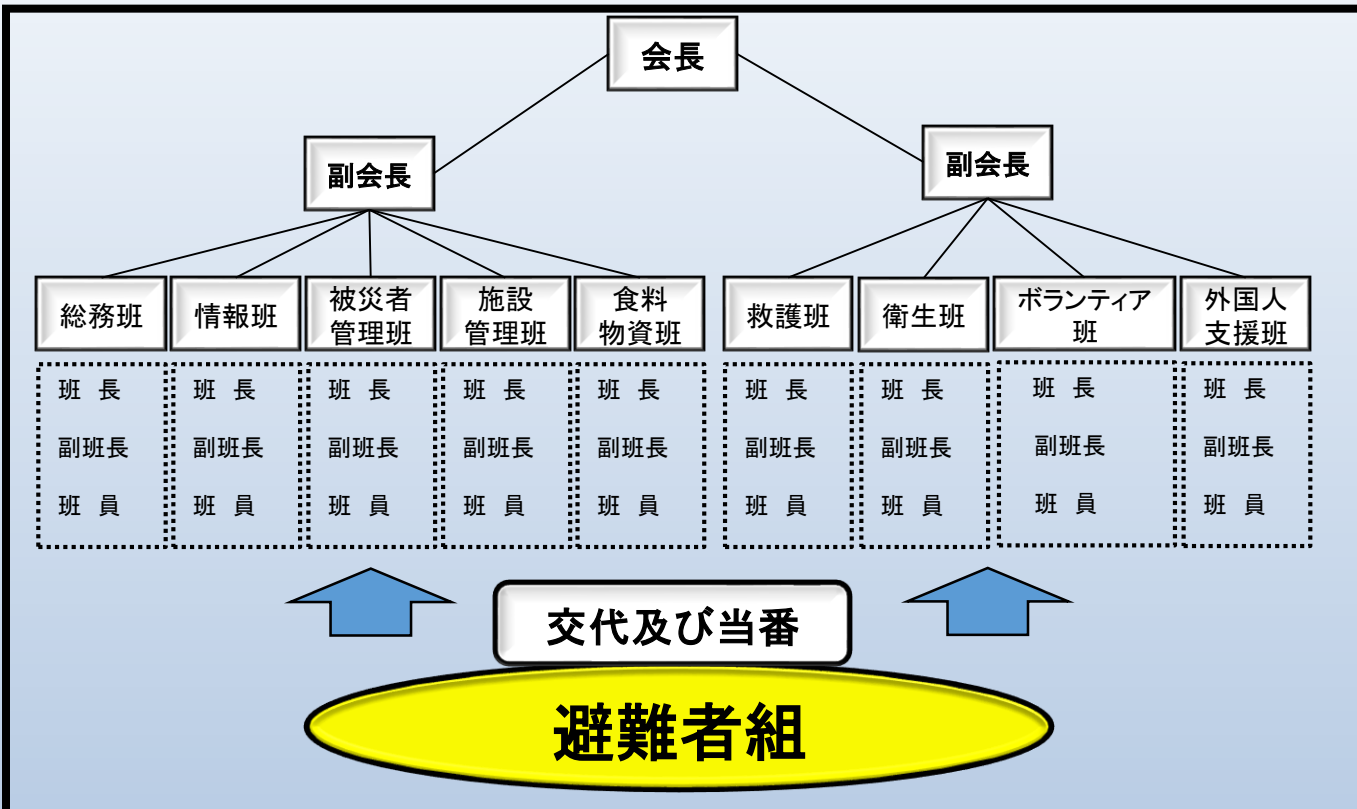 会長
副会長
副会長
総務班
情報班
被災者
管理班
施設
管理班
食料
物資班
救護班
衛生班
ボランティア
班
外国人
支援班
班 長
副班長
班 員
班 長
副班長
班 員
班 長
副班長
班 員
班 長
副班長
班 員
班 長
副班長
班 員
班 長
副班長
班 員
班 長
副班長
班 員
班 長
副班長
班 員
班 長
副班長
班 員
交代及び当番
避難者組